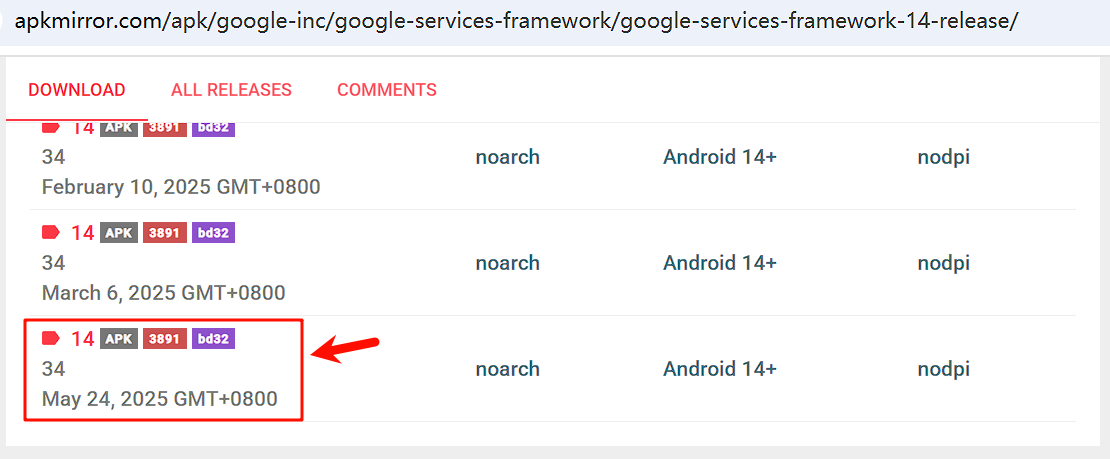 apkmirror.com/apk/google-inc/google-services-framework/google-services-framework-14-release/
DOWNLOAD ALL RELEASES COMMENTS
14 APK 3891 bd32
34 noarch Android 14+ nodpi
February 10, 2025 GMT+0800
14 APK 3891 bd32
34 noarch Android 14+ nodpi
March 6, 2025 GMT+0800
14 APK 3891 bd32
34 noarch Android 14+ nodpi
May 24, 2025 GMT+0800